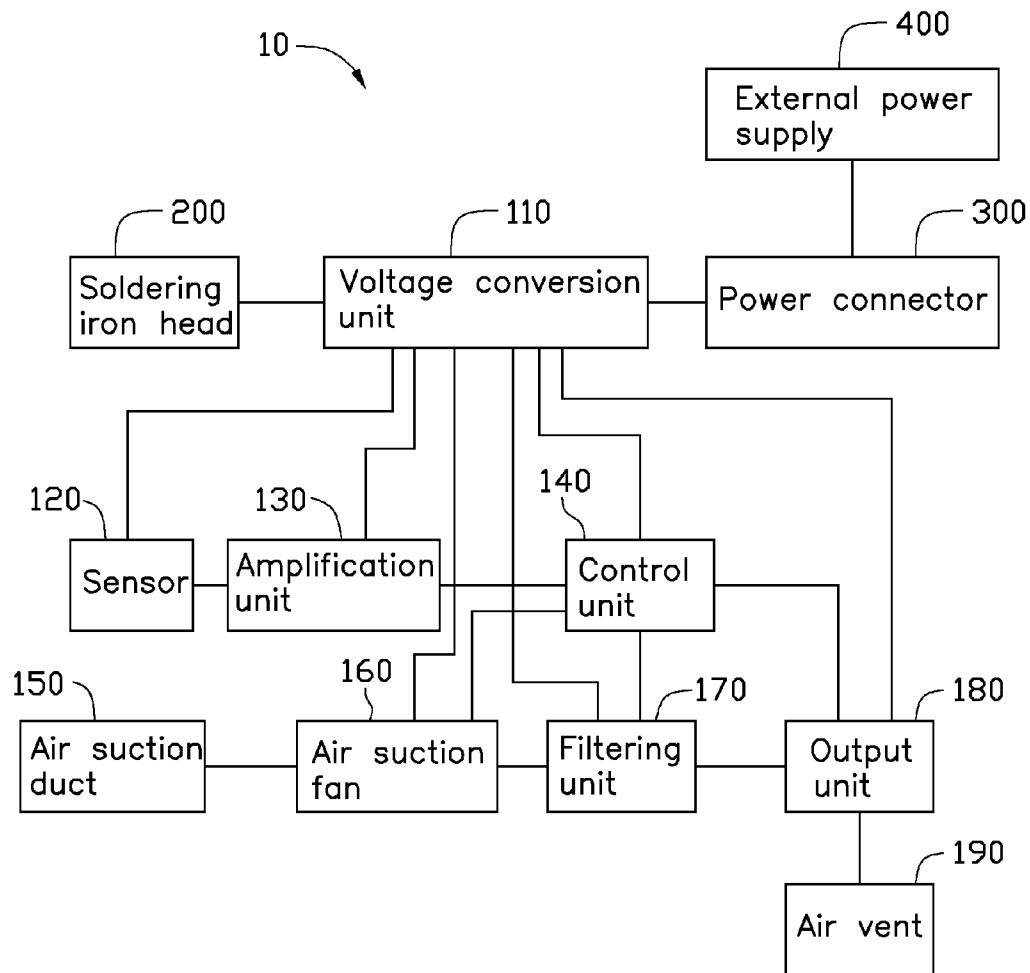 10
400
External power
supply
200
110
300
Soldering
iron head
Voltage conversion
unit
Power connector
120
130
140
Sensor
Amplification
unit
Control
unit
150
160
170
180
Air suction
duct
Air suction
fan
Filtering
unit
Output
unit
190
Air vent